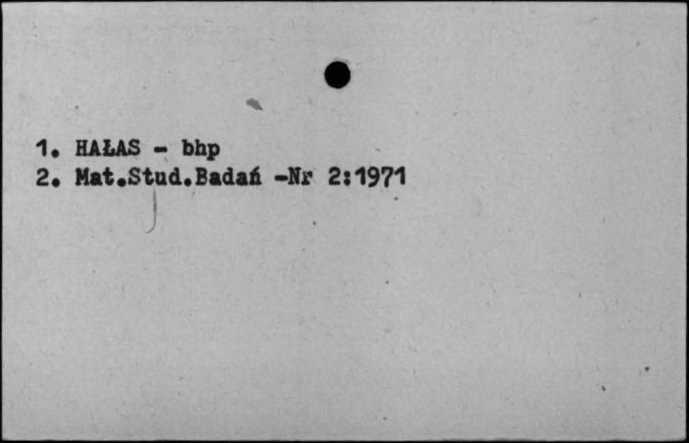 1. HAŁAS - bhp
2. Mat.Stud.Badań -Nr 2:1971